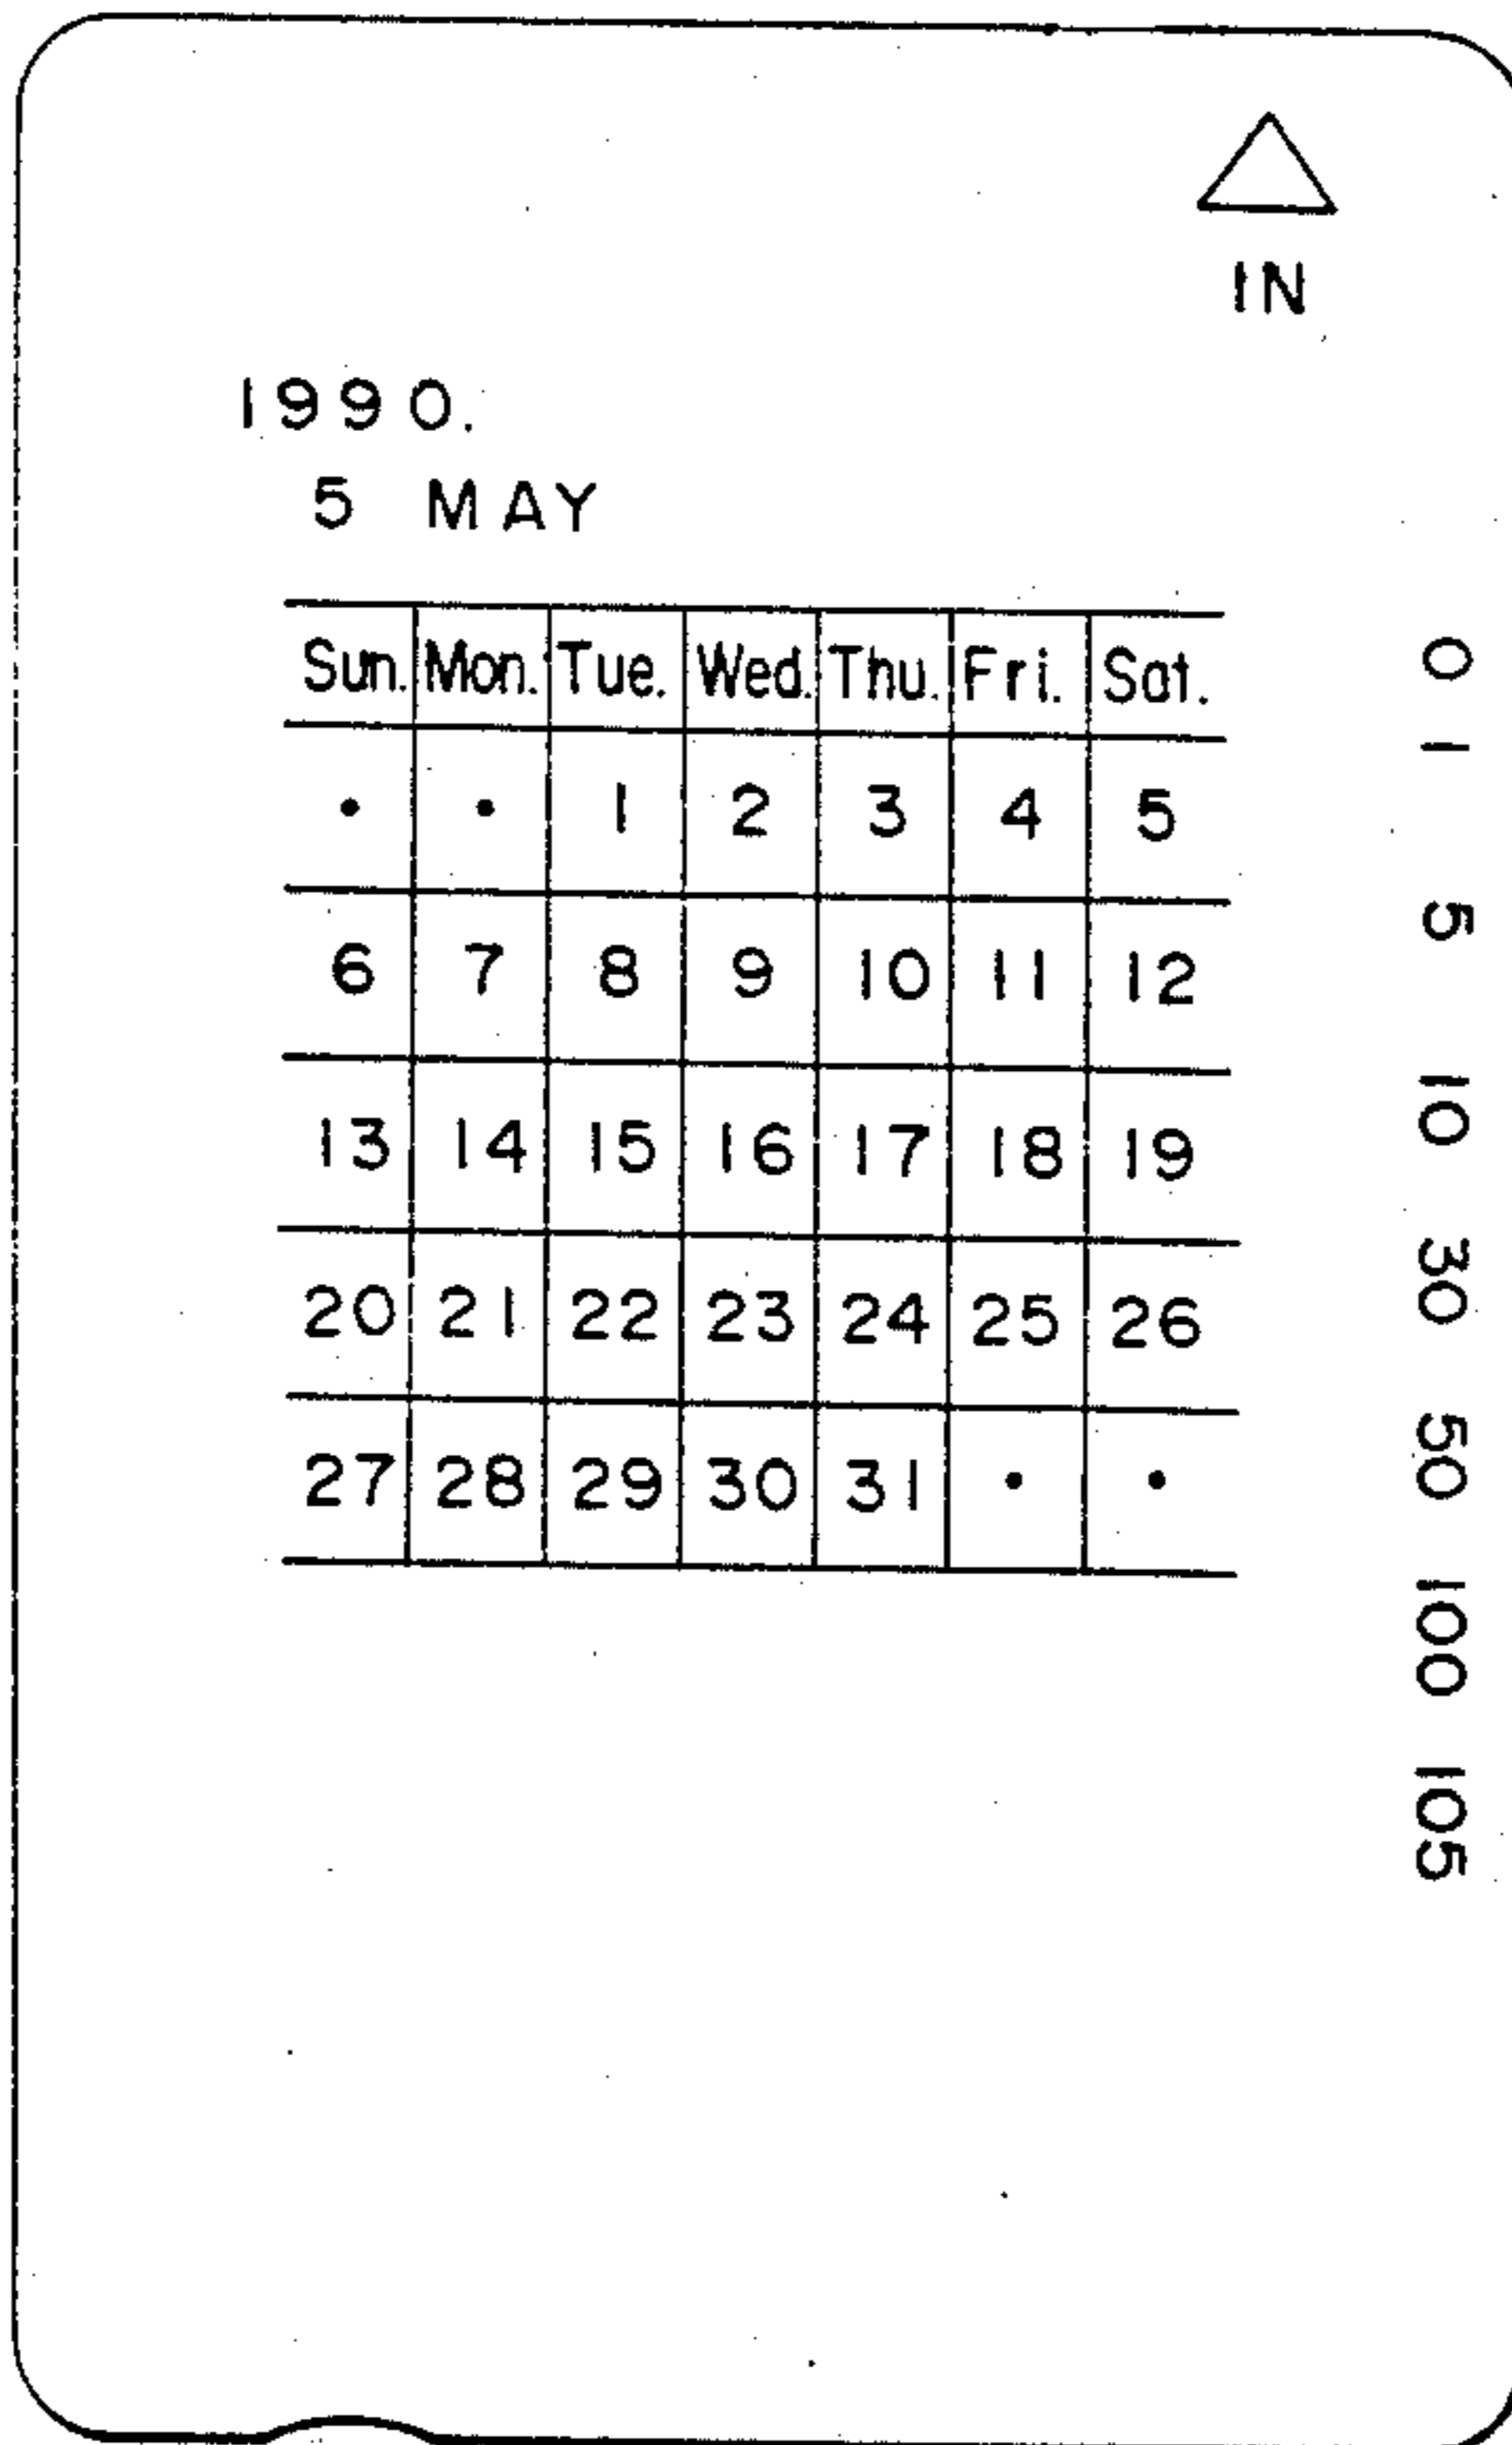 IN
1990.
5 MAY
Sun. Mon. Tue. Wed. Thu. Fri. Sat.
• • 1 2 3 4 5
6 7 8 9 10 11 12
13 14 15 16 17 18 19
20 21 22 23 24 25 26
27 28 29 30 31 • •
0 1 5 10 30 50 100 105